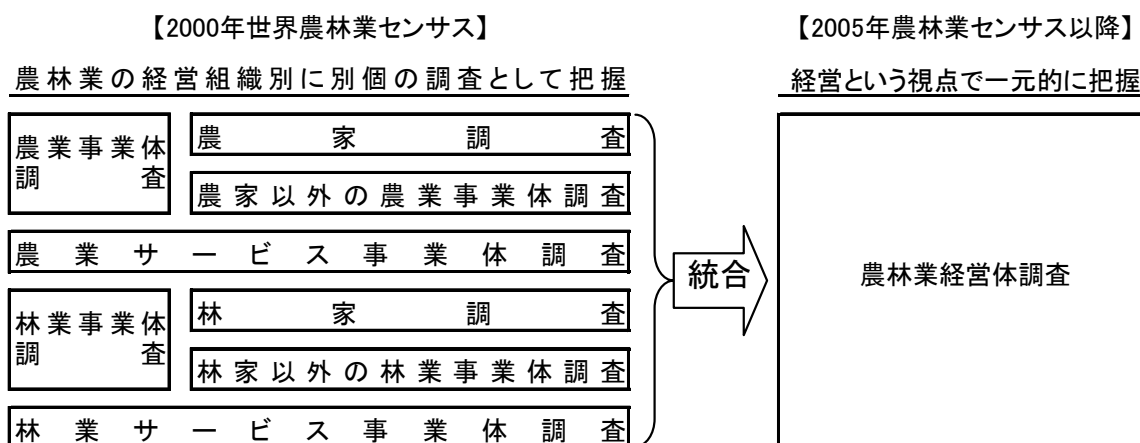 【2000年世界農林業センサス】
【2005年農林業センサス以降】
農林業の経営組織別に別個の調査として把握
経営という視点で一元的に把握
農業事業体
調査
農家調査
農家以外の農業事業体調査
農業サービス事業体調査
林業事業体
調査
林家調査
林家以外の林業事業体調査
林業サービス事業体調査
統合
農林業経営体調査